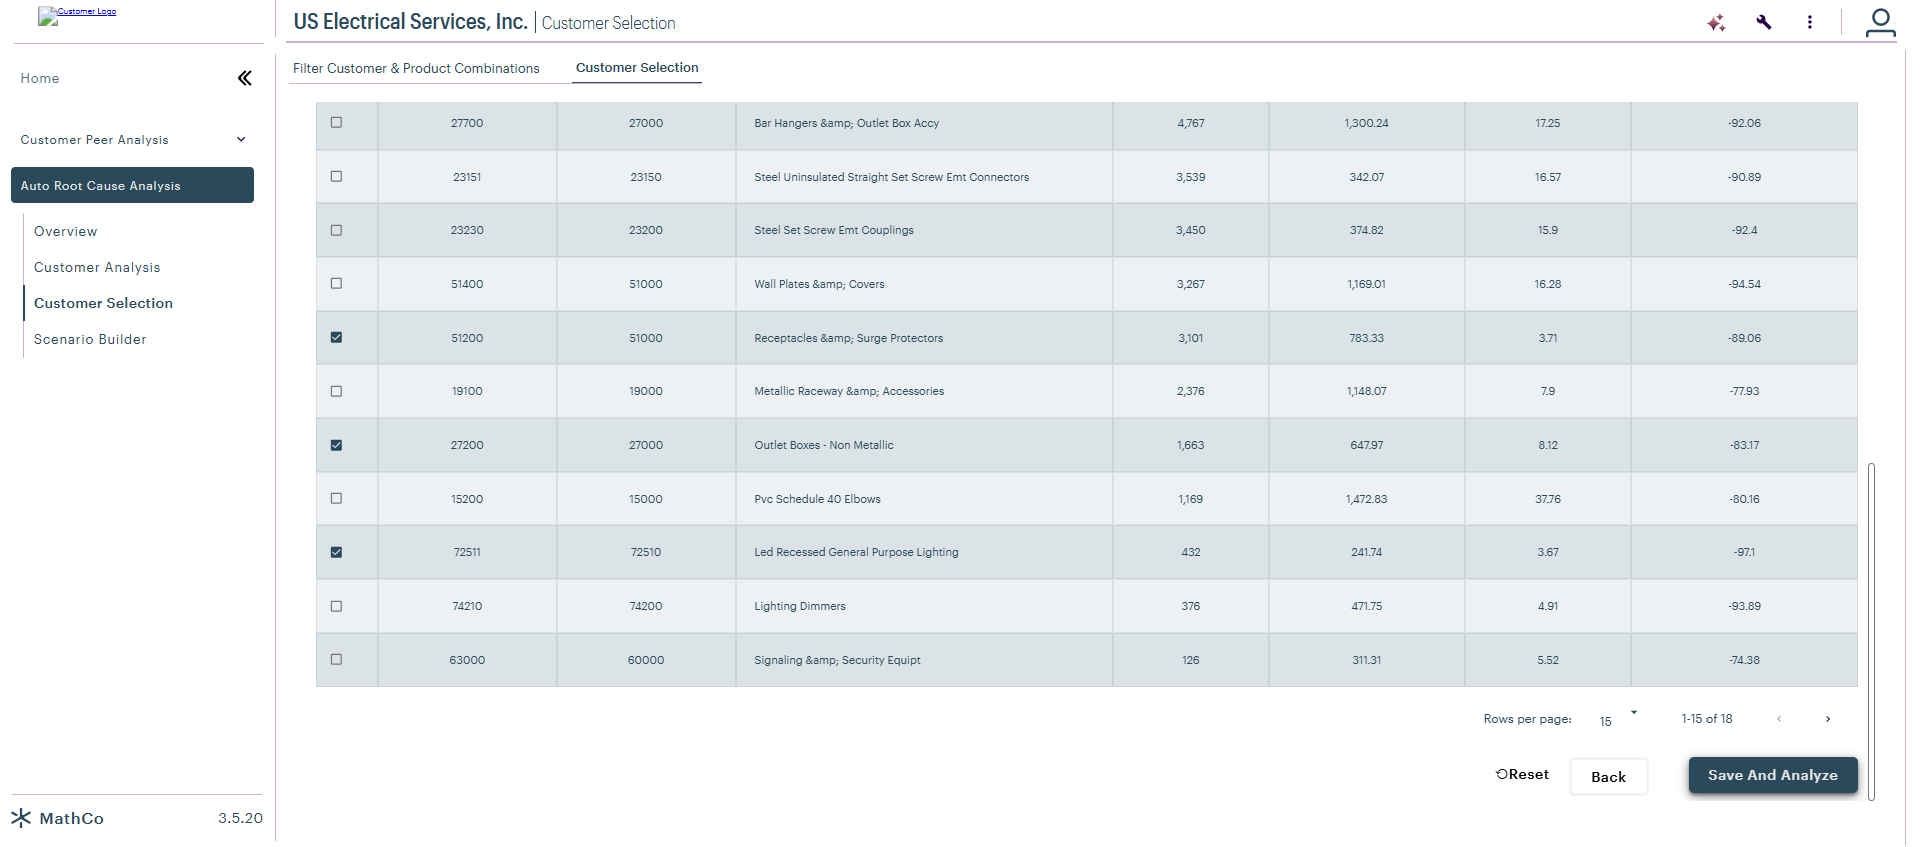 Customer Logo
US Electrical Services, Inc. Customer Selection
Home
Customer Peer Analysis
Auto Root Cause Analysis
Overview
Customer Analysis
Customer Selection
Scenario Builder
MathCo 3.5.20
Filter Customer & Product Combinations Customer Selection
27700 27000 Bar Hangers &amp; Outlet Box Accy 4,767 1,300.24 17.25 -92.06
23151 23150 Steel Uninsulated Straight Set Screw Emt Connectors 3,539 342.07 16.57 -90.89
23230 23200 Steel Set Screw Emt Couplings 3,450 374.82 15.9 -92.4
51400 51000 Wall Plates &amp; Covers 3,267 1,169.01 16.28 -94.54
51200 51000 Receptacles &amp; Surge Protectors 3,101 783.33 3.71 -89.06
19100 19000 Metallic Raceway &amp; Accessories 2,376 1,148.07 7.9 -77.93
27200 27000 Outlet Boxes - Non Metallic 1,663 647.97 8.12 -83.17
15200 15000 Pvc Schedule 40 Elbows 1,169 1,472.83 37.76 -80.16
72511 72510 Led Recessed General Purpose Lighting 432 241.74 3.67 -97.1
74210 74200 Lighting Dimmers 376 471.75 4.91 -93.89
63000 60000 Signaling &amp; Security Equipt 126 311.31 5.52 -74.38
Rows per page: 15 1-15 of 18
Reset Back Save And Analyze